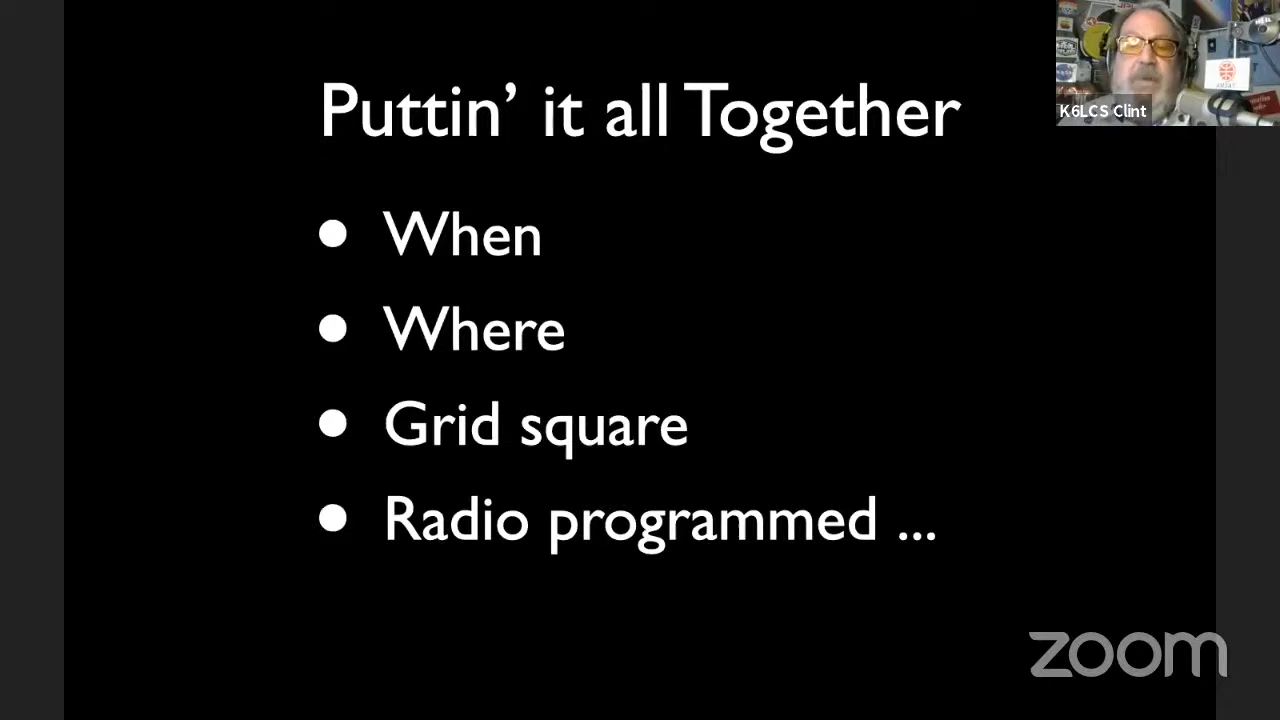 Puttin' it all Together
K6LCS Clint
• When
• Where
• Grid square
• Radio programmed ...
zoom